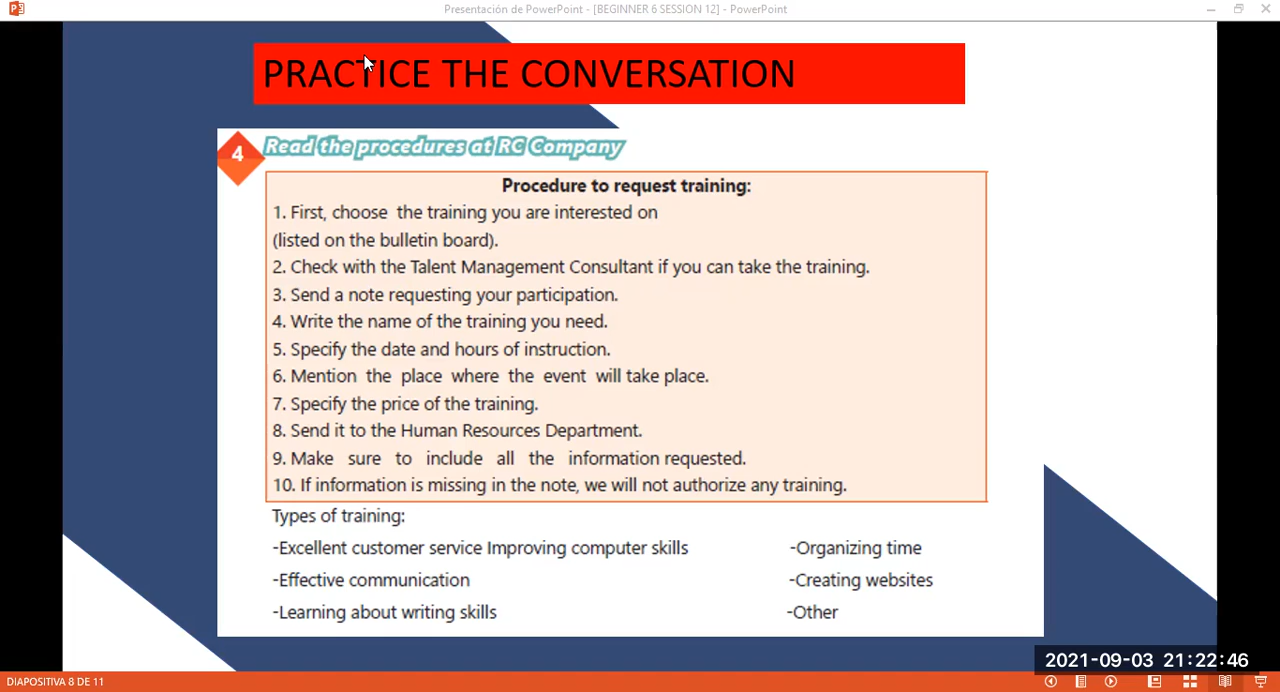 Presentación de PowerPoint - [BEGINNER 6 SESSION 12] - PowerPoint
PRACTICE THE CONVERSATION
4
Read the procedures at RC Company
Procedure to request training:
1. First, choose the training you are interested on
(listed on the bulletin board).
2. Check with the Talent Management Consultant if you can take the training.
3. Send a note requesting your participation.
4. Write the name of the training you need.
5. Specify the date and hours of instruction.
6. Mention the place where the event will take place.
7. Specify the price of the training.
8. Send it to the Human Resources Department.
9. Make sure to include all the information requested.
10. If information is missing in the note, we will not authorize any training.
Types of training:
-Excellent customer service Improving computer skills -Organizing time
-Effective communication -Creating websites
-Learning about writing skills -Other
2021-09-03 21:22:46
DIAPOSITIVA 8 DE 11